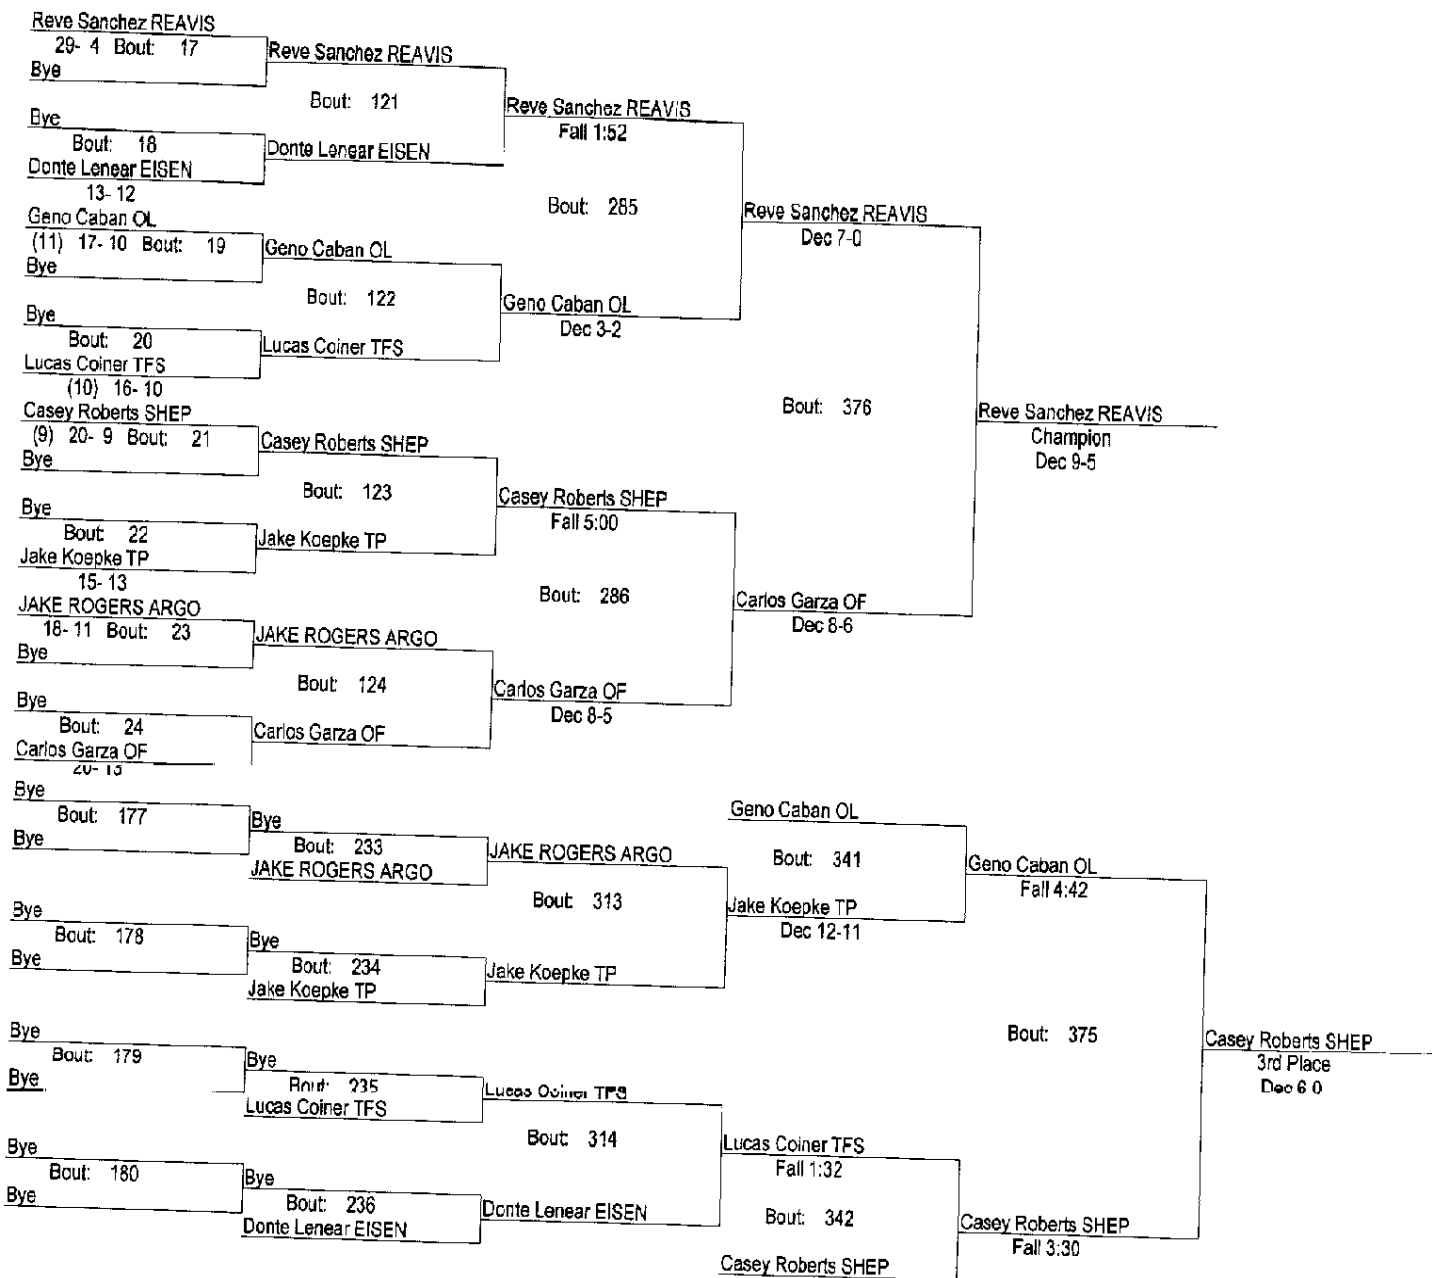 Reve Sanchez REAVIS
29- 4 Bout: 17
Bye
Reve Sanchez REAVIS
Bout: 121
Bye
Bout: 18
Donte Lenear EISEN
13- 12
Donte Lenear EISEN
Reve Sanchez REAVIS
Fall 1:52
Bout: 285
Geno Caban OL
(11) 17- 10 Bout: 19
Bye
Geno Caban OL
Bout: 122
Bye
Bout: 20
Lucas Coiner TFS
(10) 16- 10
Lucas Coiner TFS
Geno Caban OL
Dec 3-2
Reve Sanchez REAVIS
Dec 7-0
Bout: 376
Casey Roberts SHEP
(9) 20- 9 Bout: 21
Bye
Casey Roberts SHEP
Bout: 123
Bye
Bout: 22
Jake Koepke TP
15- 13
Jake Koepke TP
Casey Roberts SHEP
Fall 5:00
Bout: 286
JAKE ROGERS ARGO
18- 11 Bout: 23
Bye
JAKE ROGERS ARGO
Bout: 124
Bye
Bout: 24
Carlos Garza OF
20- 13
Carlos Garza OF
Carlos Garza OF
Dec 8-5
Carlos Garza OF
Dec 8-6
Reve Sanchez REAVIS
Champion
Dec 9-5
Bye
Bout: 177
Bye
Bye
Bout: 233
JAKE ROGERS ARGO
JAKE ROGERS ARGO
Bout: 313
Bye
Bout: 178
Bye
Bye
Bout: 234
Jake Koepke TP
Jake Koepke TP
Geno Caban OL
Bout: 341
Jake Koepke TP
Dec 12-11
Geno Caban OL
Fall 4:42
Bout: 375
Bye
Bout: 179
Bye
Bye
Bout: 235
Lucas Coiner TFS
Lucas Coiner TFS
Bout: 314
Bye
Bout: 180
Bye
Bye
Bout: 236
Donte Lenear EISEN
Donte Lenear EISEN
Lucas Coiner TFS
Fall 1:32
Bout: 342
Casey Roberts SHEP
Casey Roberts SHEP
Fall 3:30
Casey Roberts SHEP
3rd Place
Dec 6-0